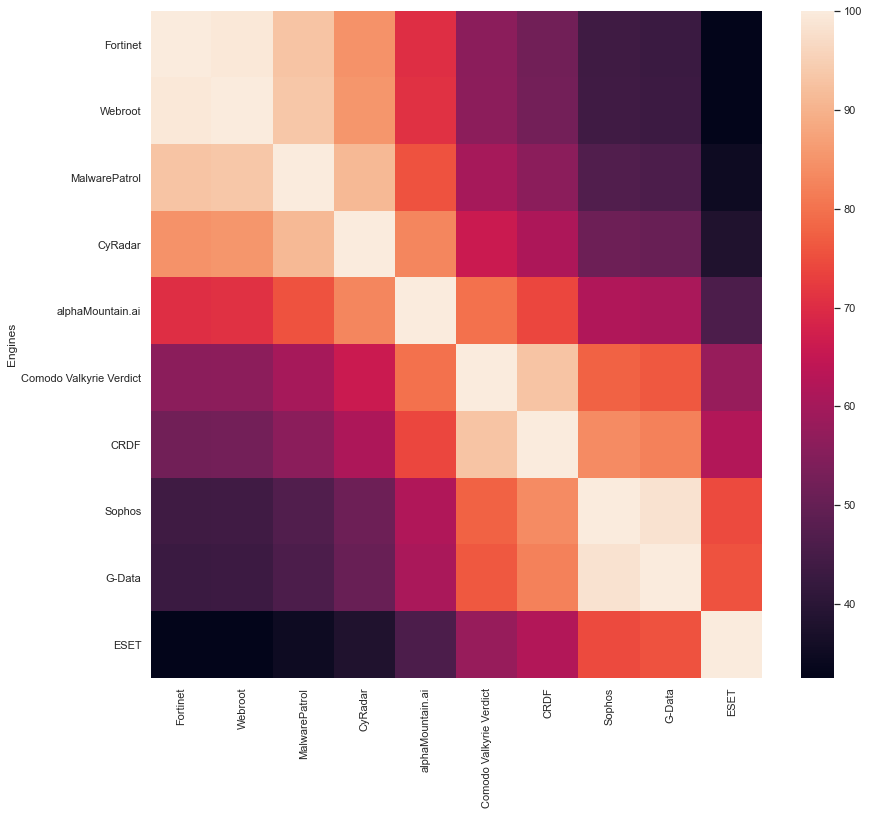 Engines
Fortinet
Webroot
MalwarePatrol
CyRadar
alphaMountain.ai
Comodo Valkyrie Verdict
CRDF
Sophos
G-Data
ESET
Fortinet
Webroot
MalwarePatrol
CyRadar
alphaMountain.ai
Comodo Valkyrie Verdict
CRDF
Sophos
G-Data
ESET
100
90
80
70
60
50
40